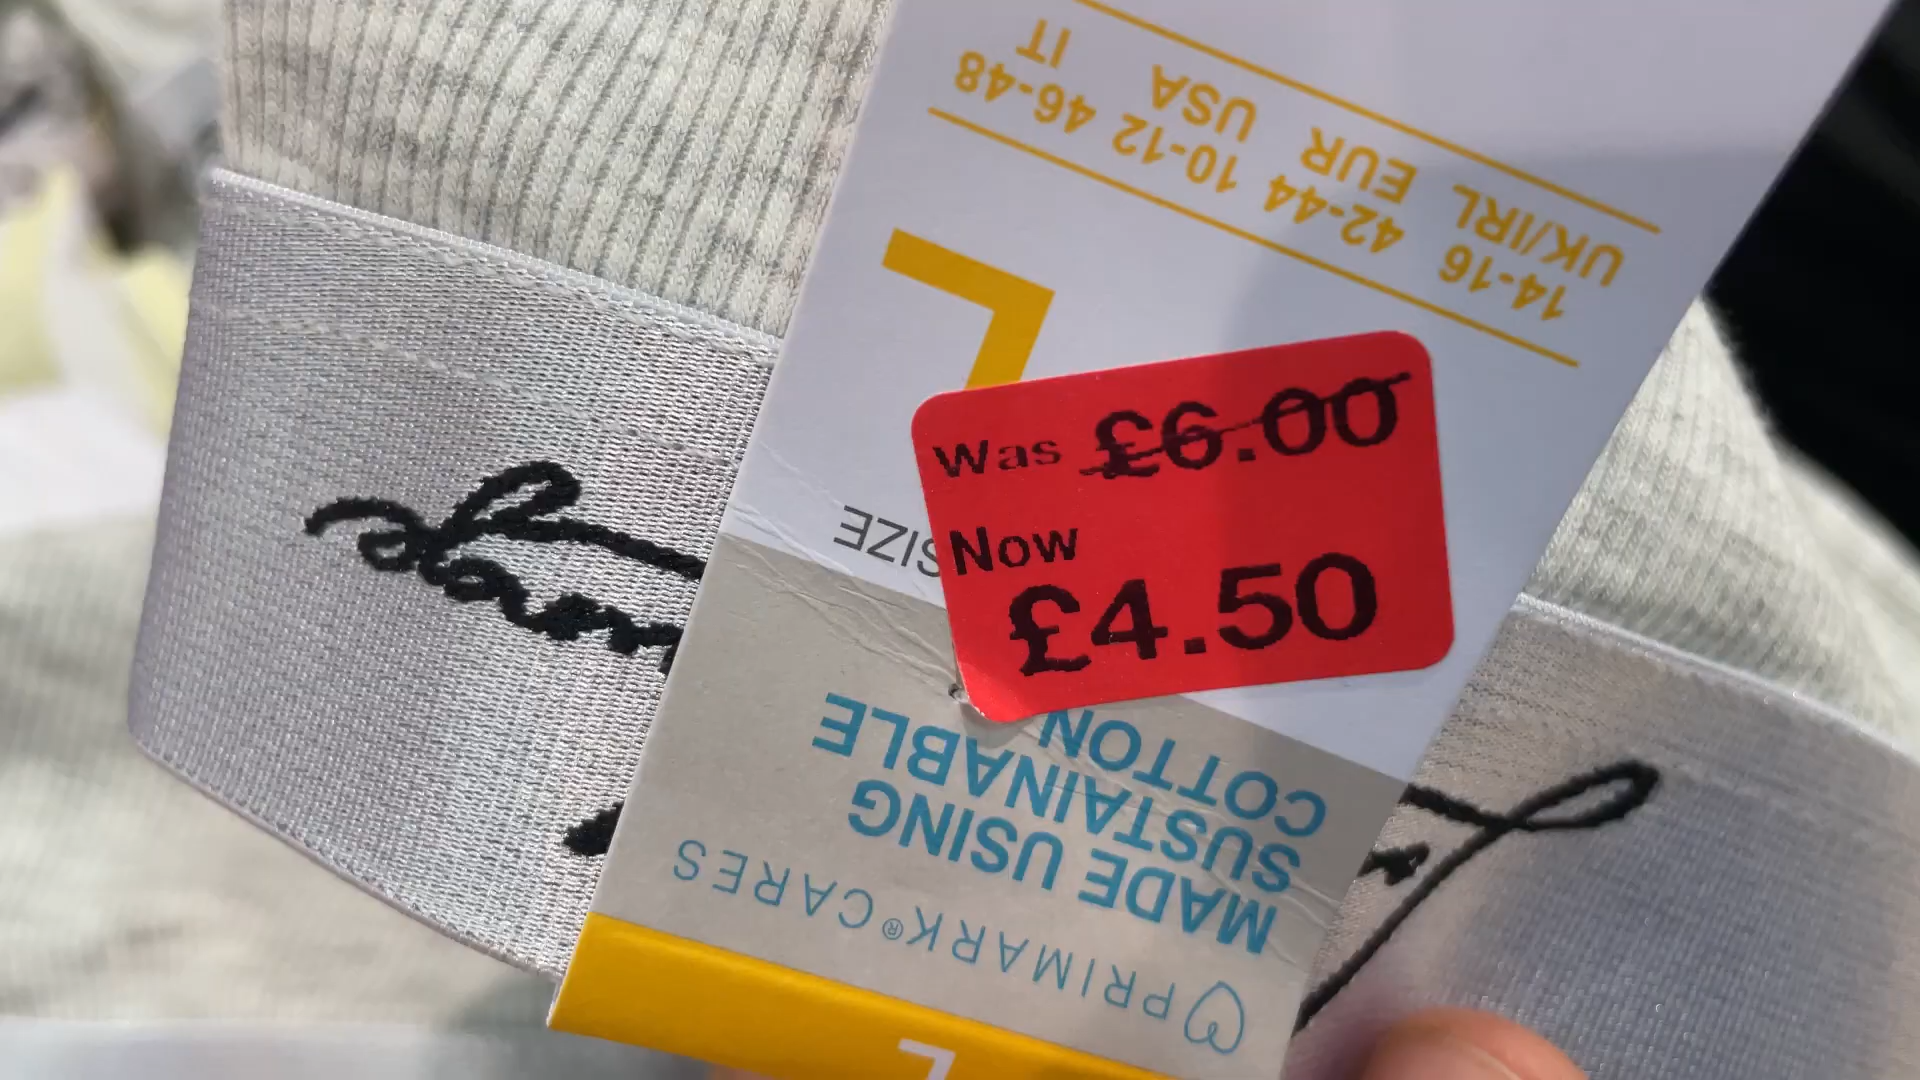 Was £6.00
Now
£4.50
PRIMARK® CARES
MADE USING
SUSTAINABLE
COTTON
SIZE
L
14-16 42-44 10-12 46-48
UK/IRL EUR USA IT
L